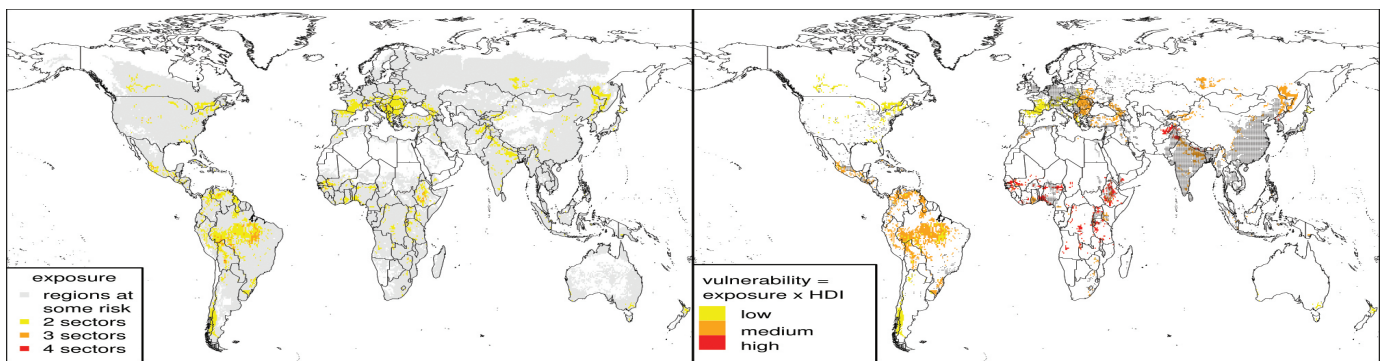 exposure
regions at
some risk
2 sectors
3 sectors
4 sectors
vulnerability =
exposure x HDI
low
medium
high